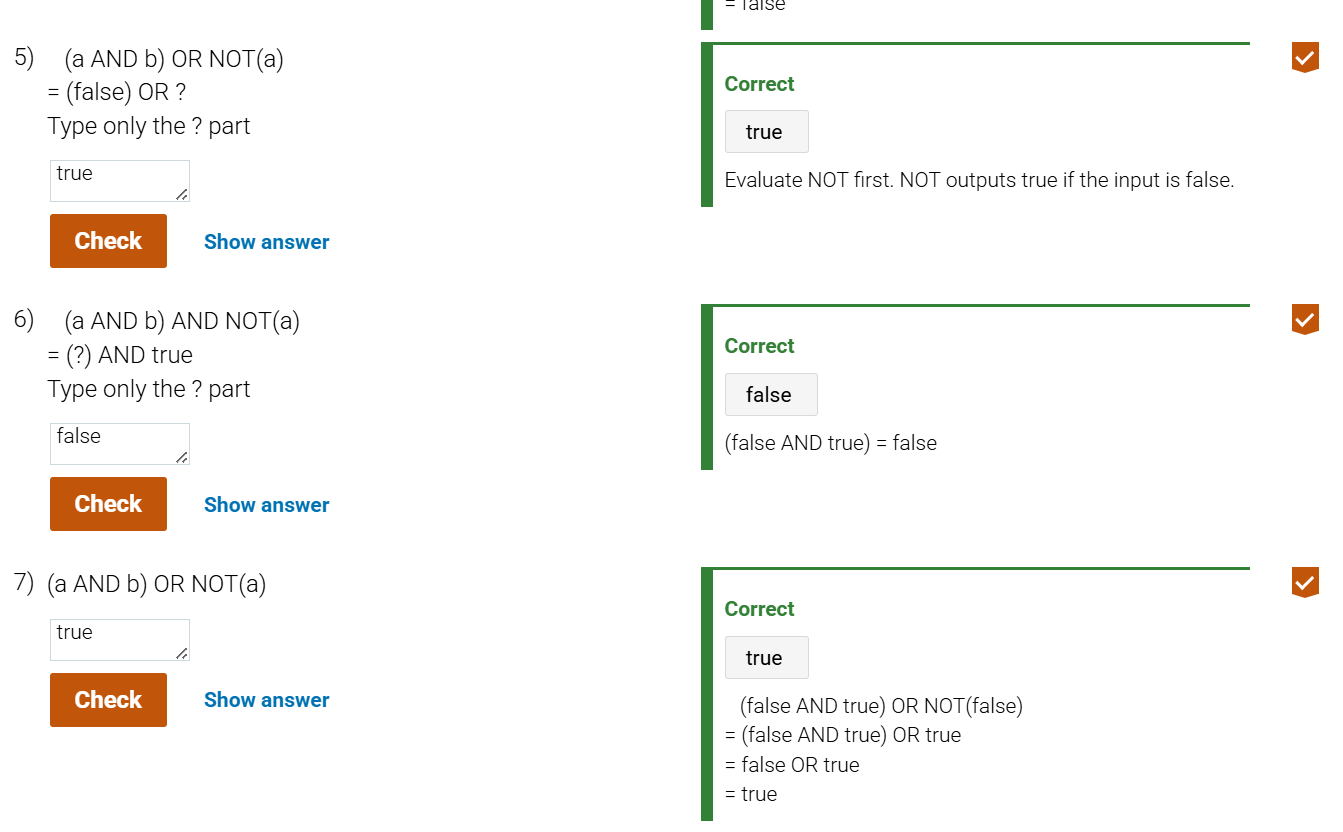 = false
5) (a AND b) OR NOT(a)
= (false) OR ?
Type only the ? part
true
Check Show answer
Correct
true
Evaluate NOT first. NOT outputs true if the input is false.
6) (a AND b) AND NOT(a)
= (?) AND true
Type only the ? part
false
Check Show answer
Correct
false
(false AND true) = false
7) (a AND b) OR NOT(a)
true
Check Show answer
Correct
true
(false AND true) OR NOT(false)
= (false AND true) OR true
= false OR true
= true